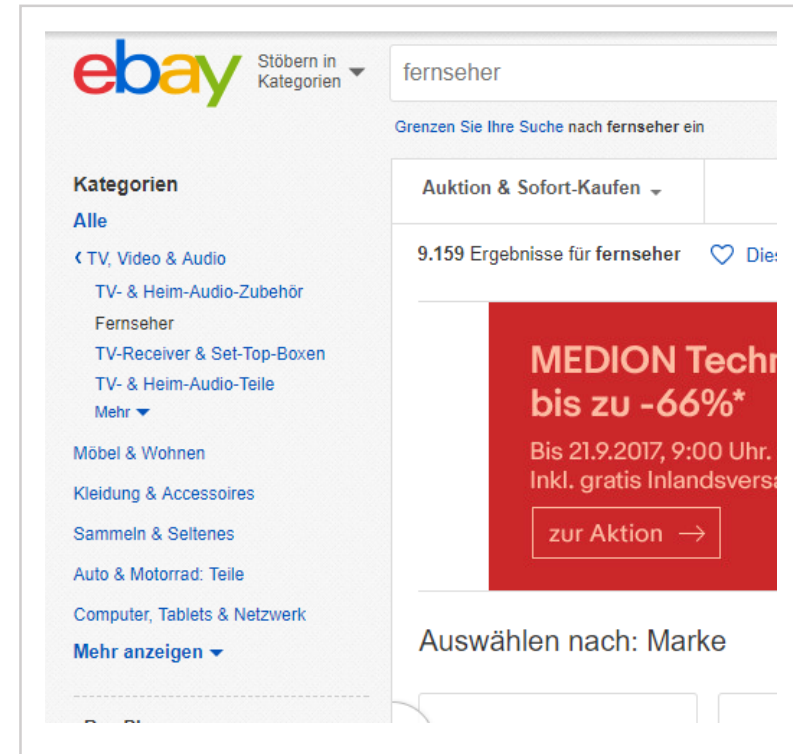 ebay
Stöbern in
Kategorien
fernseher
Grenzen Sie Ihre Suche nach fernseher ein
Kategorien
Alle
TV, Video & Audio
TV- & Heim-Audio-Zubehör
Fernseher
TV-Receiver & Set-Top-Boxen
TV- & Heim-Audio-Teile
Mehr
Möbel & Wohnen
Kleidung & Accessoires
Sammeln & Seltenes
Auto & Motorrad: Teile
Computer, Tablets & Netzwerk
Mehr anzeigen
Auktion & Sofort-Kaufen
9.159 Ergebnisse für fernseher
MEDION
bis zu -66%*
Bis 21.9.2017, 9:00 Uhr.
Inkl. gratis
zur Aktion →
Auswählen nach: Marke